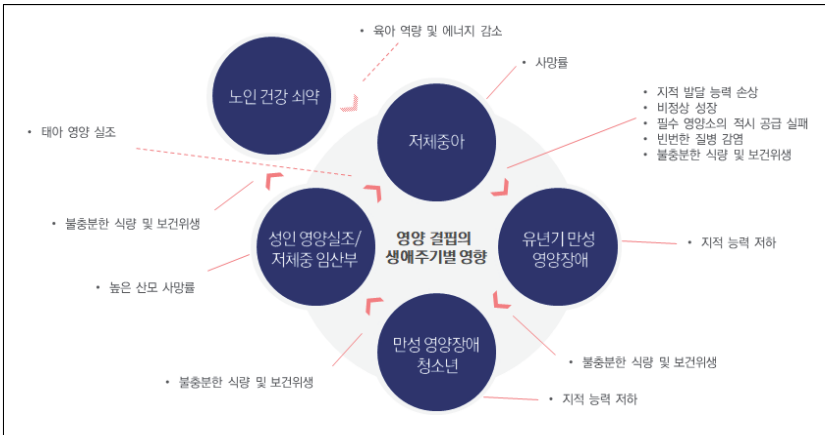 • 육아 역량 및 에너지 감소
노인 건강 쇠약
• 사망률
저체중아
• 지적 발달 능력 손상
• 비정상 성장
• 필수 영양소의 적시 공급 실패
• 빈번한 질병 감염
• 불충분한 식량 및 보건위생
• 태아 영양 실조
• 불충분한 식량 및 보건위생
성인 영양실조/
저체중 임산부
영양 결핍의
생애주기별 영향
유년기 만성
영양장애
• 지적 능력 저하
• 높은 산모 사망률
만성 영양장애
청소년
• 불충분한 식량 및 보건위생
• 불충분한 식량 및 보건위생
• 지적 능력 저하